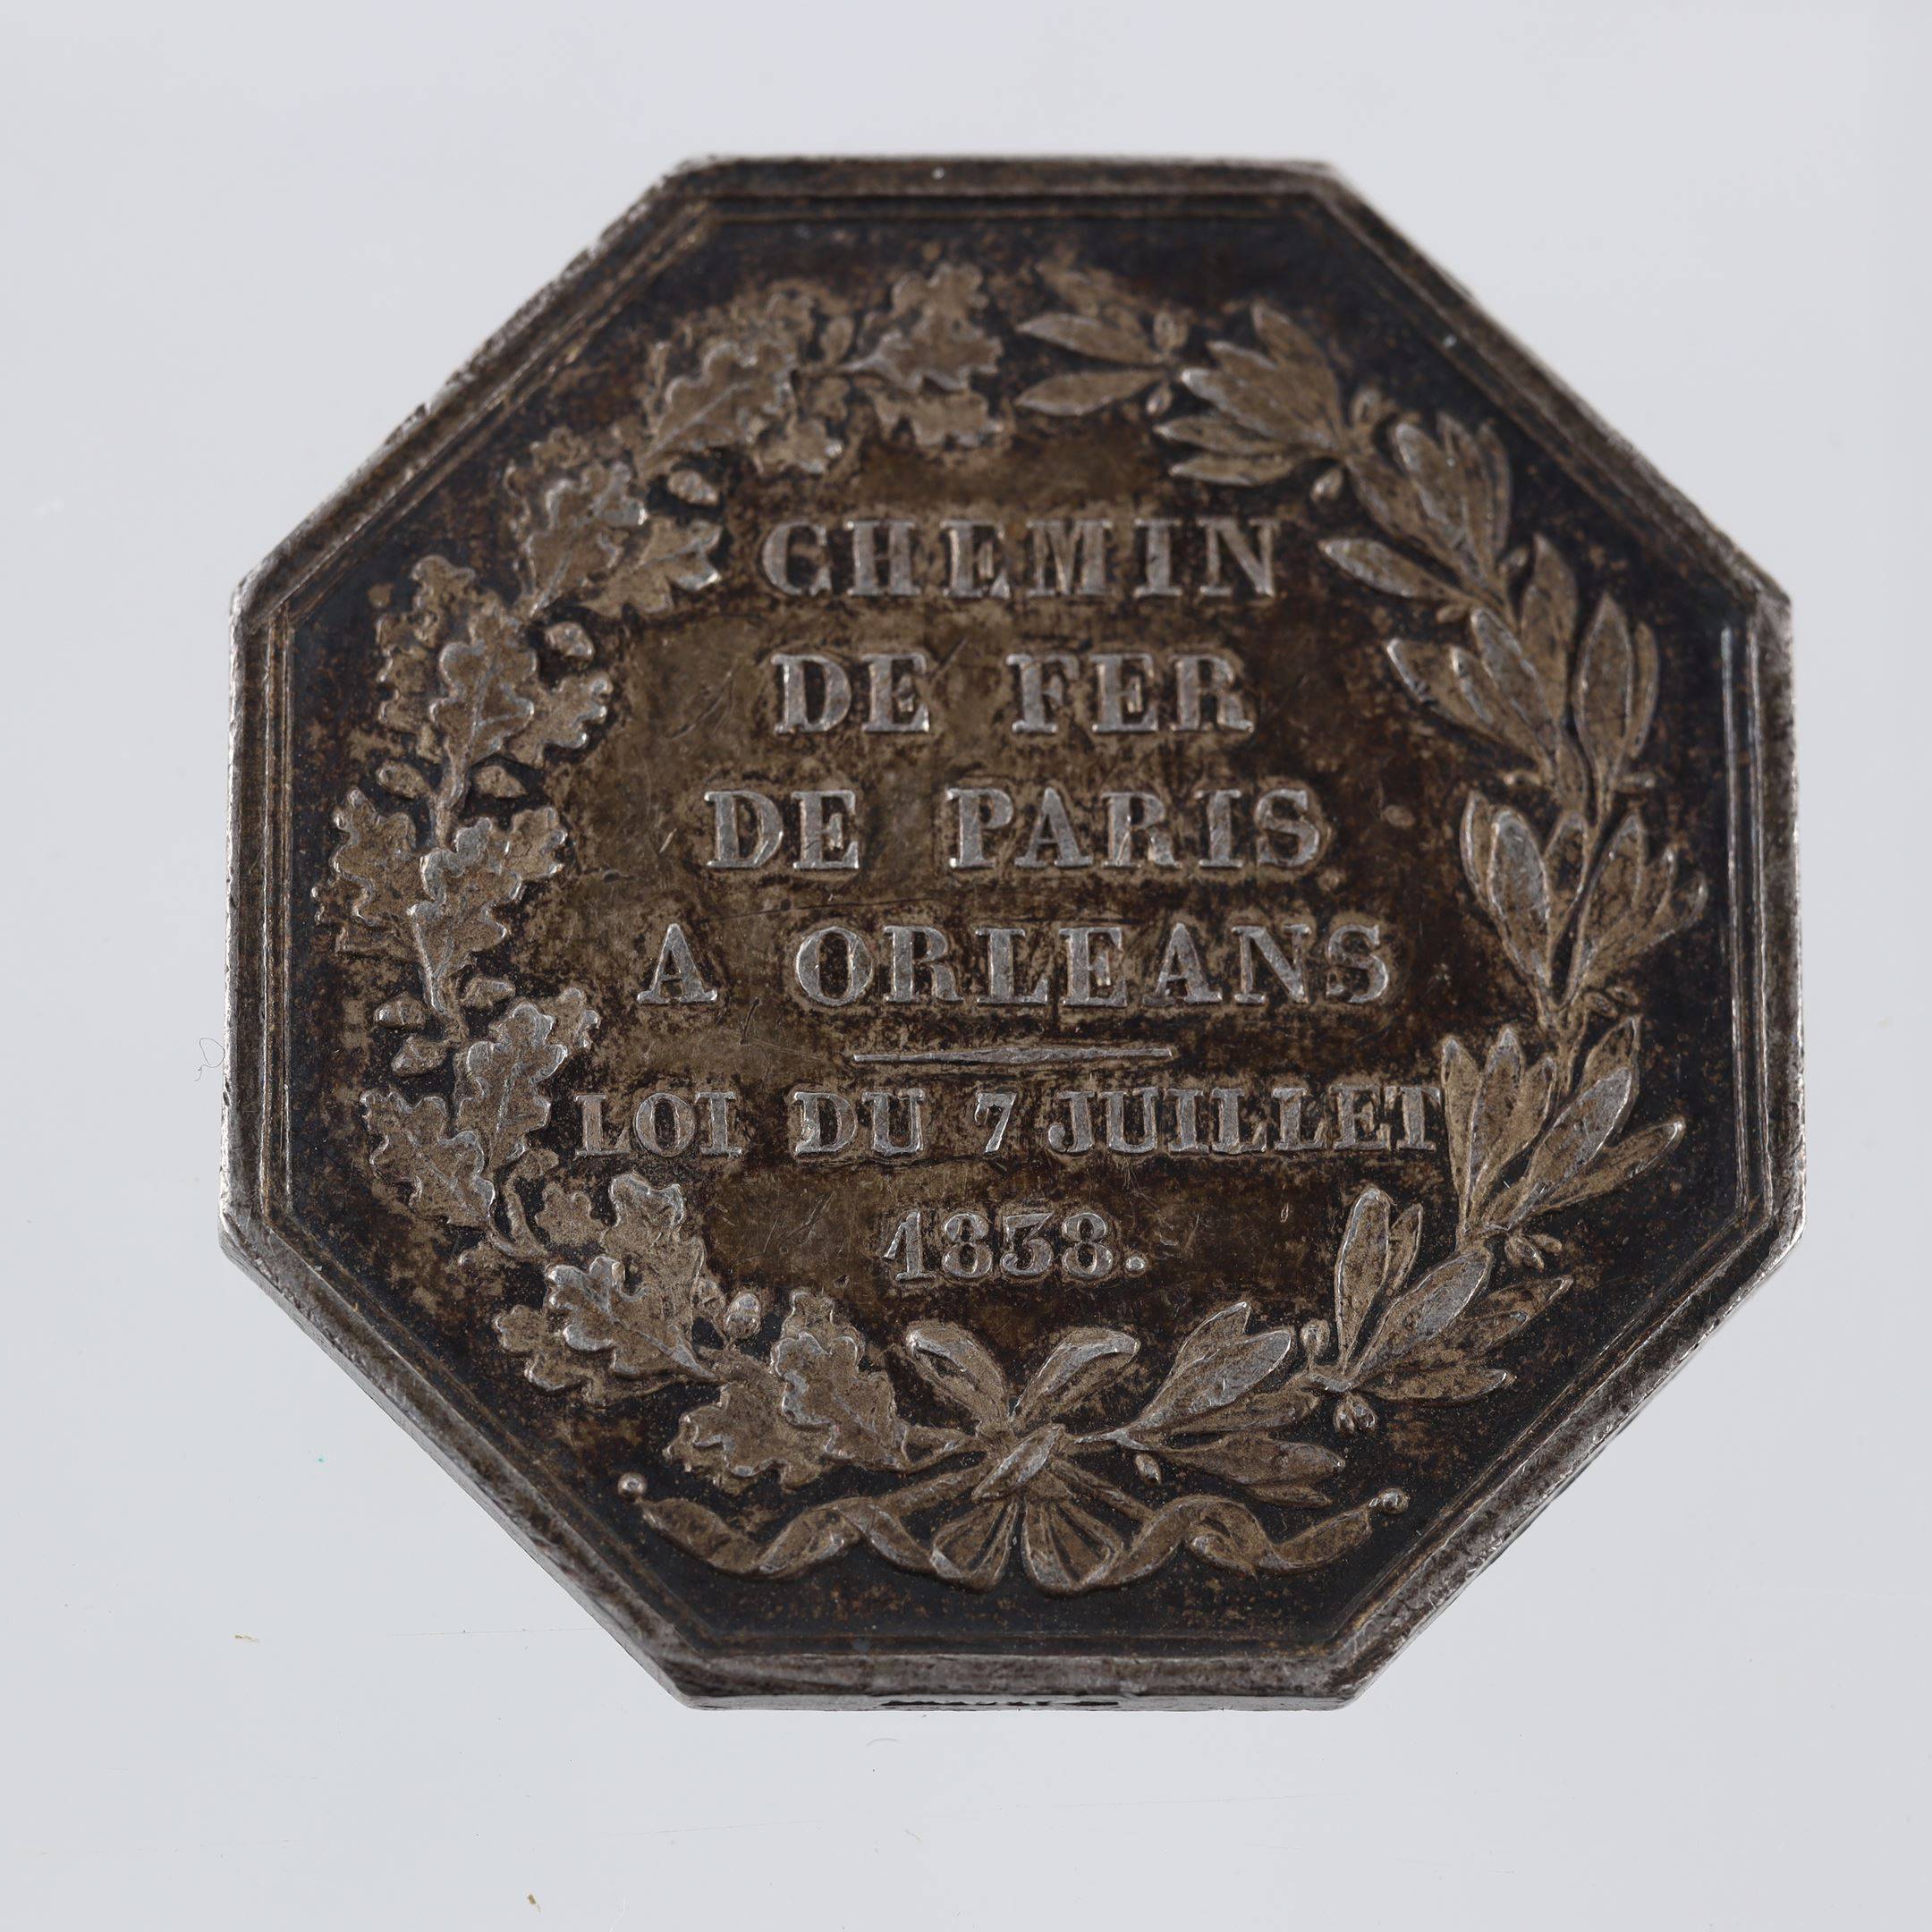 CHEMIN
DE FER
DE PARIS
A ORLEANS
LOI DU 7 JUILLET
1838.